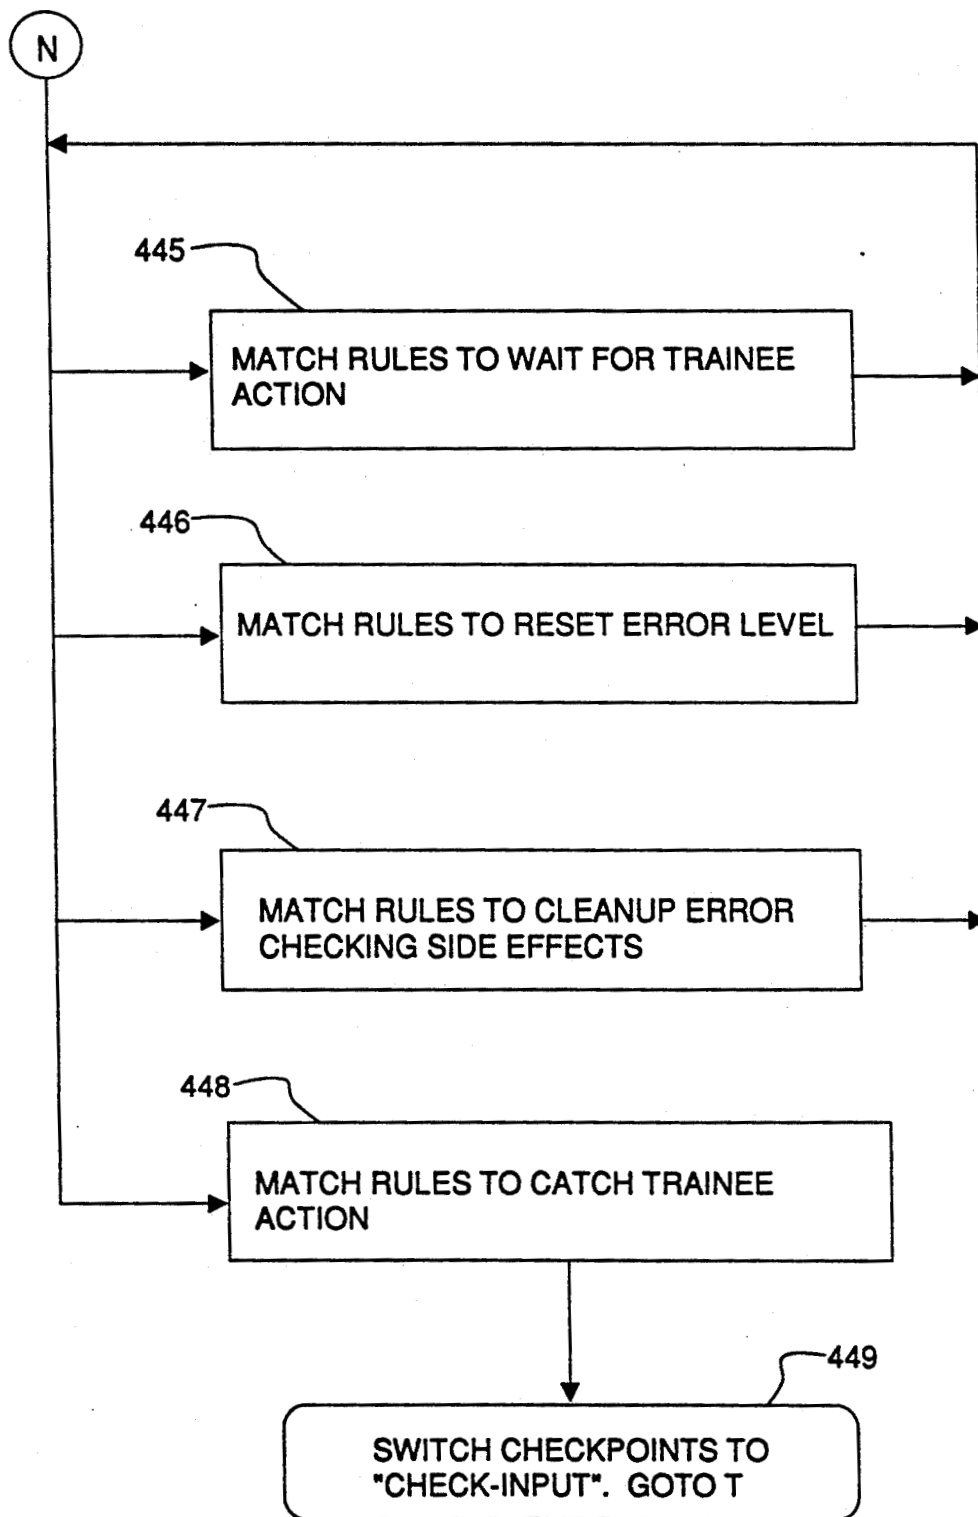 N
445
MATCH RULES TO WAIT FOR TRAINEE
ACTION
446
MATCH RULES TO RESET ERROR LEVEL
447
MATCH RULES TO CLEANUP ERROR
CHECKING SIDE EFFECTS
448
MATCH RULES TO CATCH TRAINEE
ACTION
449
SWITCH CHECKPOINTS TO
"CHECK-INPUT". GOTO T